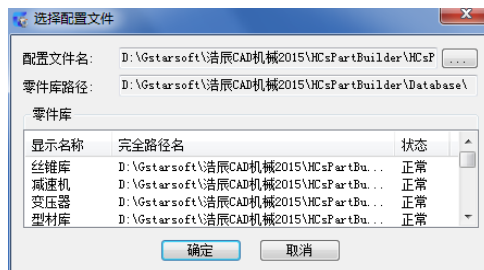 选择配置文件
配置文件名: D:\Gstarsoft\浩辰CAD机械2015\HCsPartBuilder\HCsP ...
零件库路径: D:\Gstarsoft\浩辰CAD机械2015\HCsPartBuilder\Database\
零件库
显示名称 完全路径名 状态
丝锥库 D:\Gstarsoft\浩辰CAD机械2015\HCsPartBu... 正常
减速机 D:\Gstarsoft\浩辰CAD机械2015\HCsPartBu... 正常
变压器 D:\Gstarsoft\浩辰CAD机械2015\HCsPartBu... 正常
型材库 D:\Gstarsoft\浩辰CAD机械2015\HCsPartBu... 正常
确定 取消